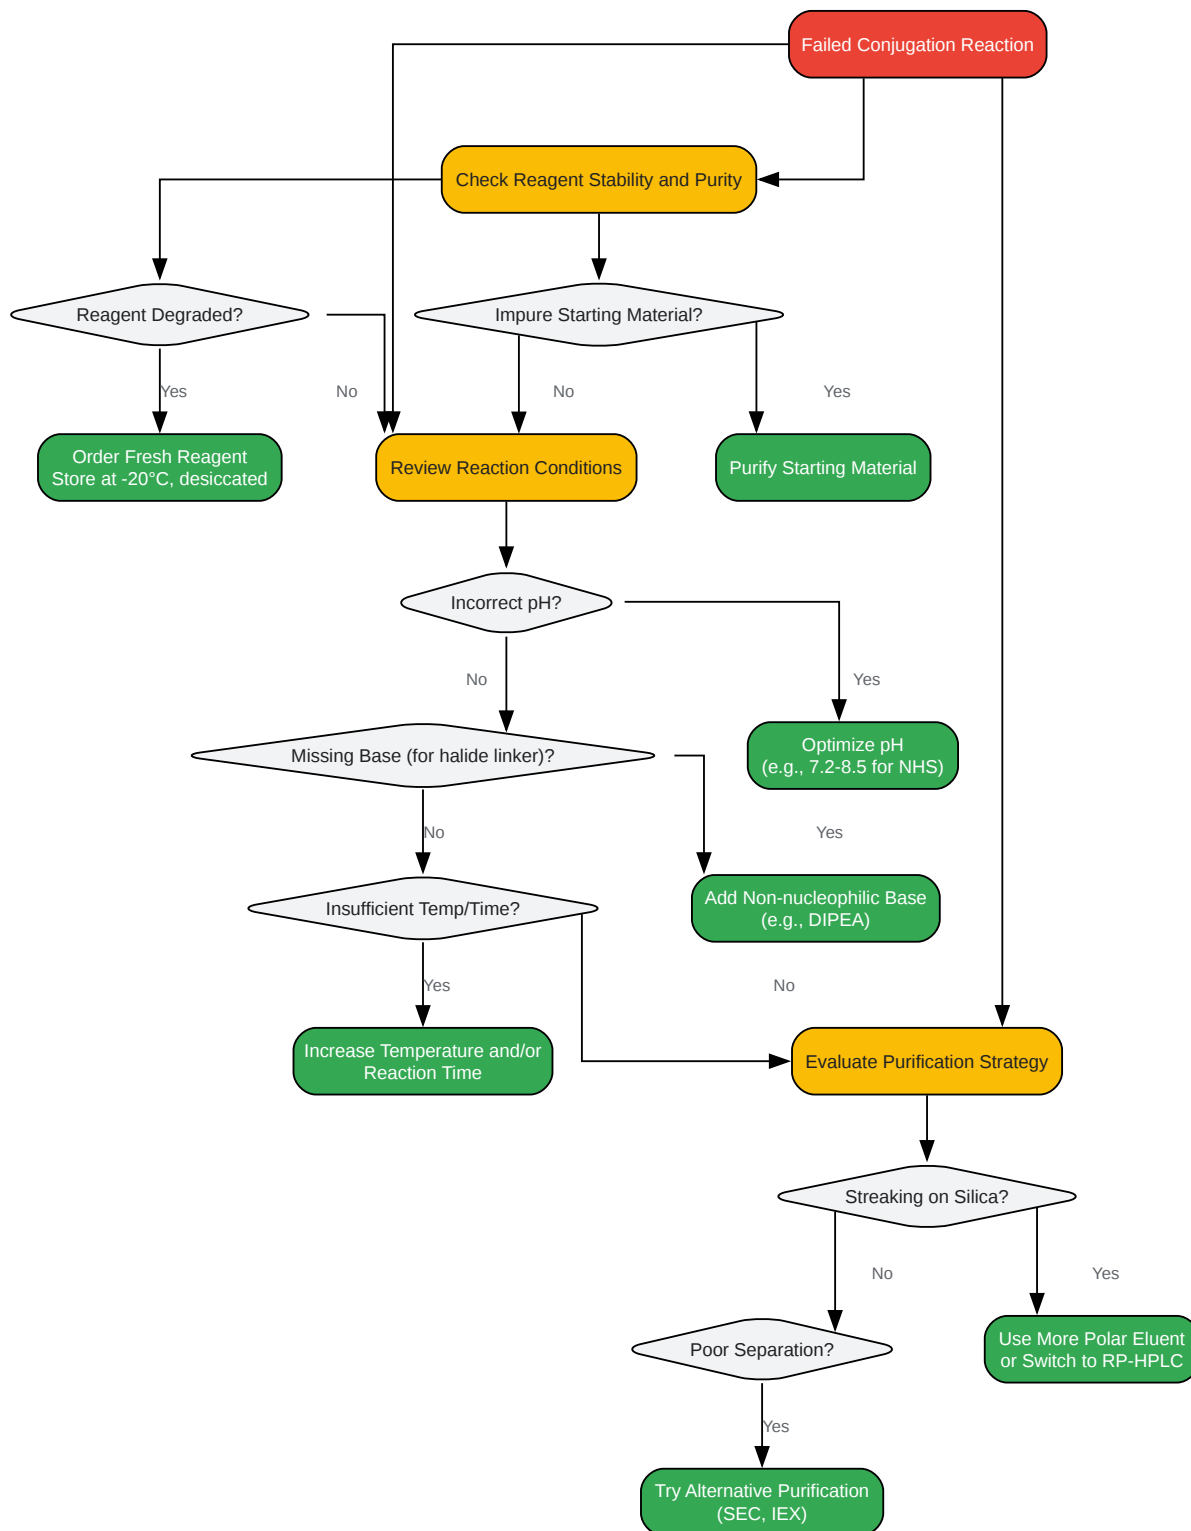 Failed Conjugation Reaction
Check Reagent Stability and Purity
Reagent Degraded?
Impure Starting Material?
Yes
No
No
Yes
Order Fresh Reagent
Store at -20°C, desiccated
Review Reaction Conditions
Purify Starting Material
Incorrect pH?
No
Yes
Optimize pH
(e.g., 7.2-8.5 for NHS)
Missing Base (for halide linker)?
No
Yes
Add Non-nucleophilic Base
(e.g., DIPEA)
Insufficient Temp/Time?
Yes
No
Increase Temperature and/or
Reaction Time
Evaluate Purification Strategy
Streaking on Silica?
No
Yes
Use More Polar Eluent
or Switch to RP-HPLC
Poor Separation?
Yes
Try Alternative Purification
(SEC, IEX)